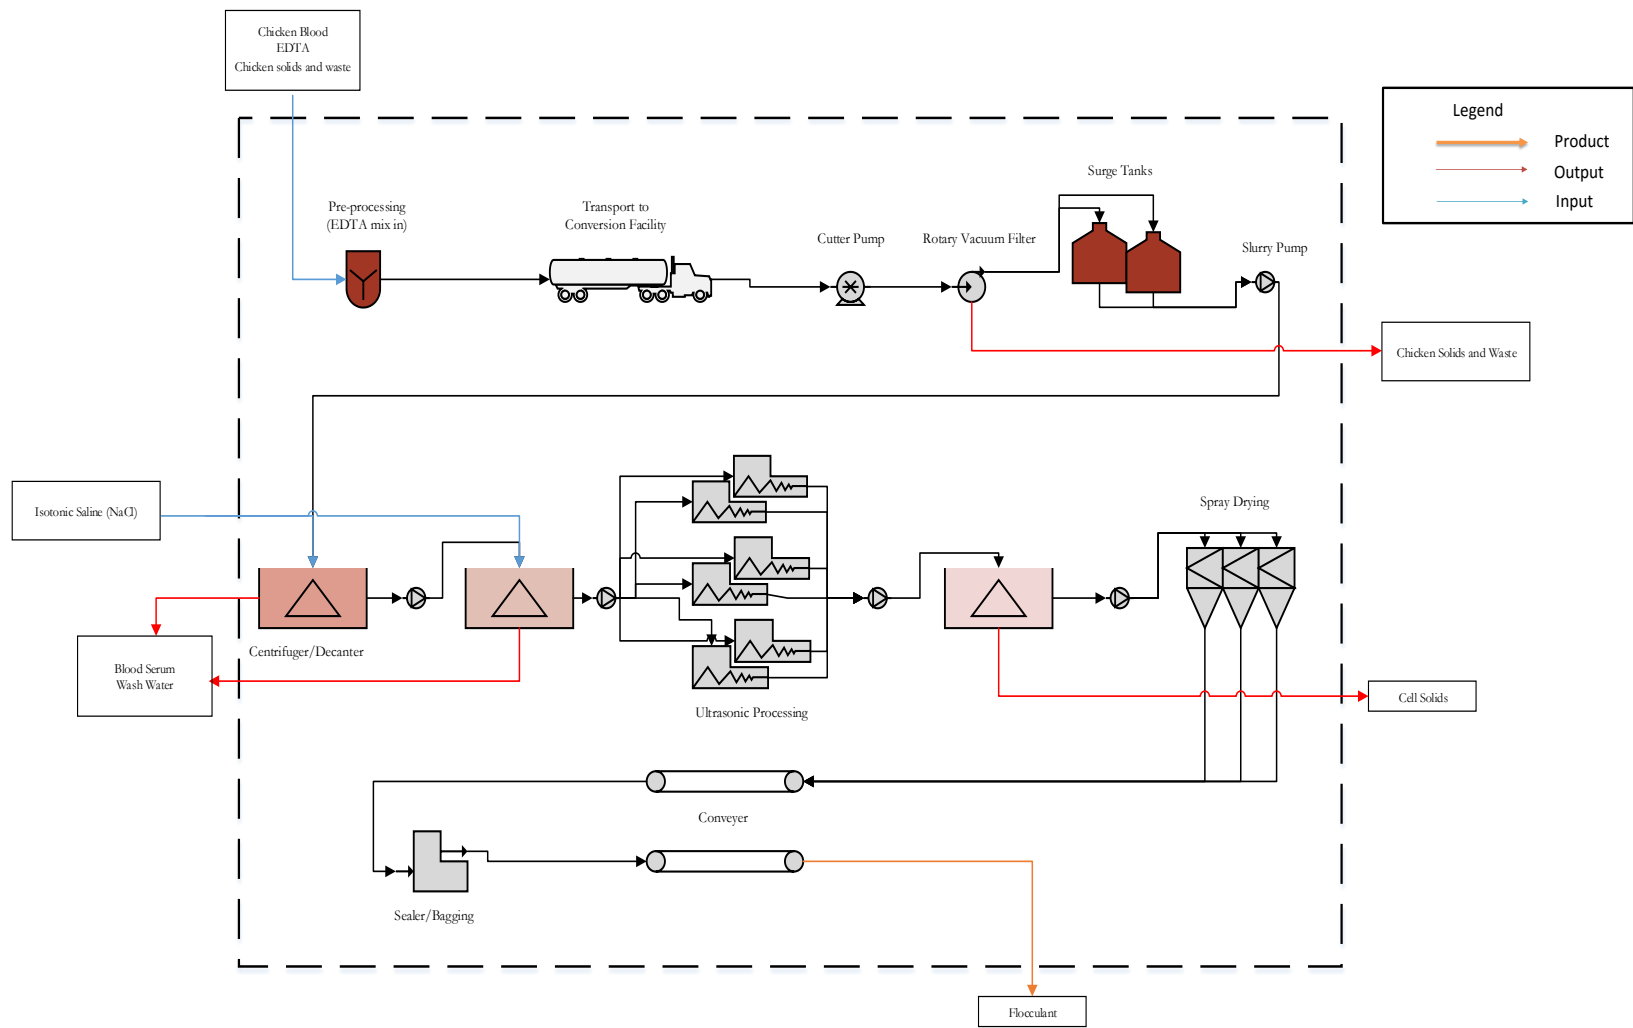 Chicken Blood
EDTA
Chicken solids and waste
Legend
Product
Output
Input
Surge Tanks
Pre-processing
(EDTA mix in)
Transport to
Conversion Facility
Cutter Pump
Rotary Vacuum Filter
Slurry Pump
Chicken Solids and Waste
Isotonic Saline (NaCl)
Spray Drying
Centrifuger/Decanter
Blood Serum
Wash Water
Ultrasonic Processing
Cell Solids
Conveyer
Sealer/Bagging
Flocculant